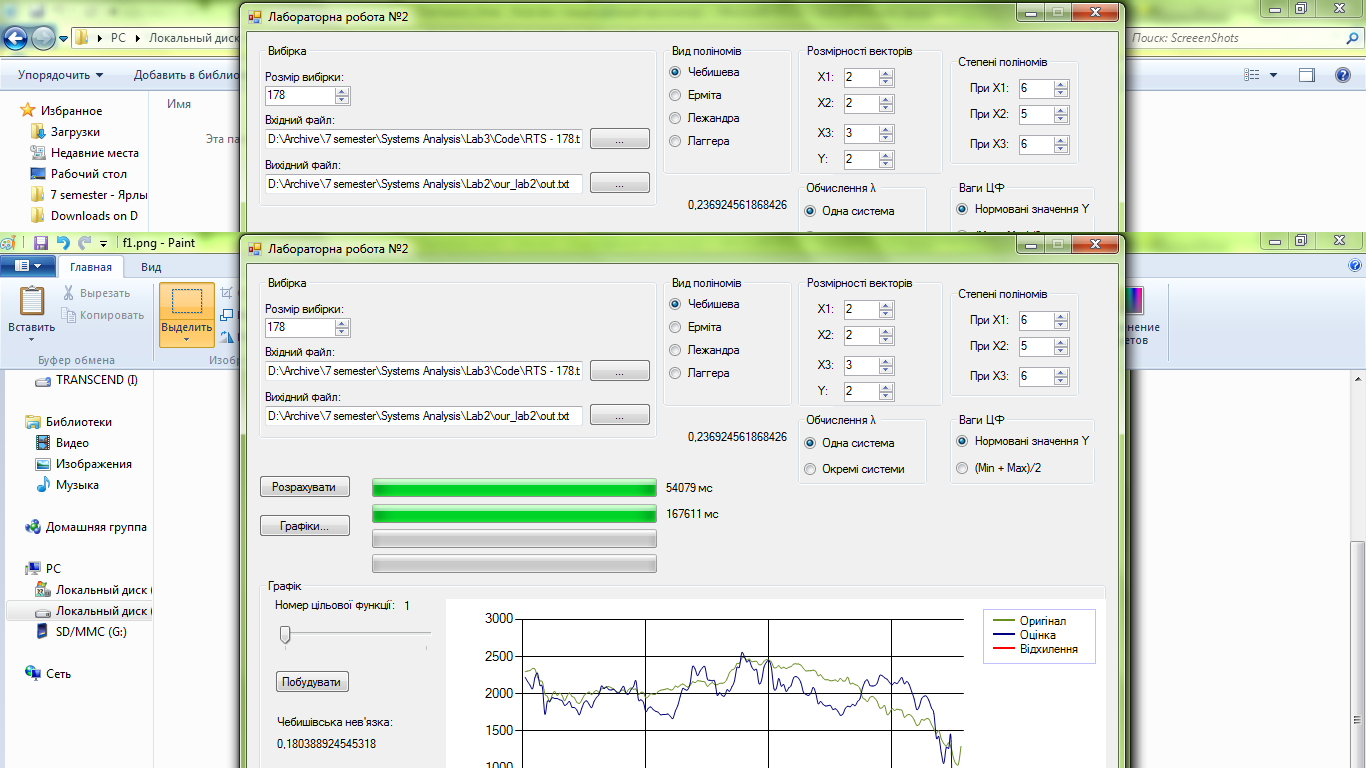 Лабораторна робота №2
PC
Локальный диск
Поиск: ScreeenShots
Упорядочить
Добавить в библио
Избранное
Загрузки
Недавние места
Рабочий стол
7 semester - Ярлы
Downloads on D
Имя
Эта па
Вибірка
Розмір вибірки:
178
Вхідний файл:
D:\Archive\7 semester\Systems Analysis\Lab3\Code\RTS - 178.t
...
Вихідний файл:
D:\Archive\7 semester\Systems Analysis\Lab2\our_lab2\out.txt
...
Вид поліномів
Чебишева
Ерміта
Лежандра
Лаггера
0,236924561868426
Розмірності векторів
X1: 2
X2: 2
X3: 3
Y: 2
Обчислення λ
Одна система
Степені поліномів
При X1: 6
При X2: 5
При X3: 6
Ваги ЦФ
Нормовані значення Y
f1.png - Paint
Главная
Вид
Вставить
Вырезать
Копировать
Буфер обмена
Выделить
Изобр
нение
етов
TRANSCEND (I)
Библиотеки
Видео
Изображения
Музыка
Домашняя группа
PC
Локальный диск (
Локальный диск (
SD/MMC (G:)
Сеть
Лабораторна робота №2
Вибірка
Розмір вибірки:
178
Вхідний файл:
D:\Archive\7 semester\Systems Analysis\Lab3\Code\RTS - 178.t
...
Вихідний файл:
D:\Archive\7 semester\Systems Analysis\Lab2\our_lab2\out.txt
...
Вид поліномів
Чебишева
Ерміта
Лежандра
Лаггера
0,236924561868426
Розмірності векторів
X1: 2
X2: 2
X3: 3
Y: 2
Обчислення λ
Одна система
Окремі системи
Степені поліномів
При X1: 6
При X2: 5
При X3: 6
Ваги ЦФ
Нормовані значення Y
(Min + Max)/2
Розрахувати
54079 мс
Графіки...
167611 мс
Графік
Номер цільової функції: 1
Побудувати
Чебишівська нев'язка:
0,180388924545318
3000
2500
2000
1500
1000
Оригінал
Оцінка
Відхилення